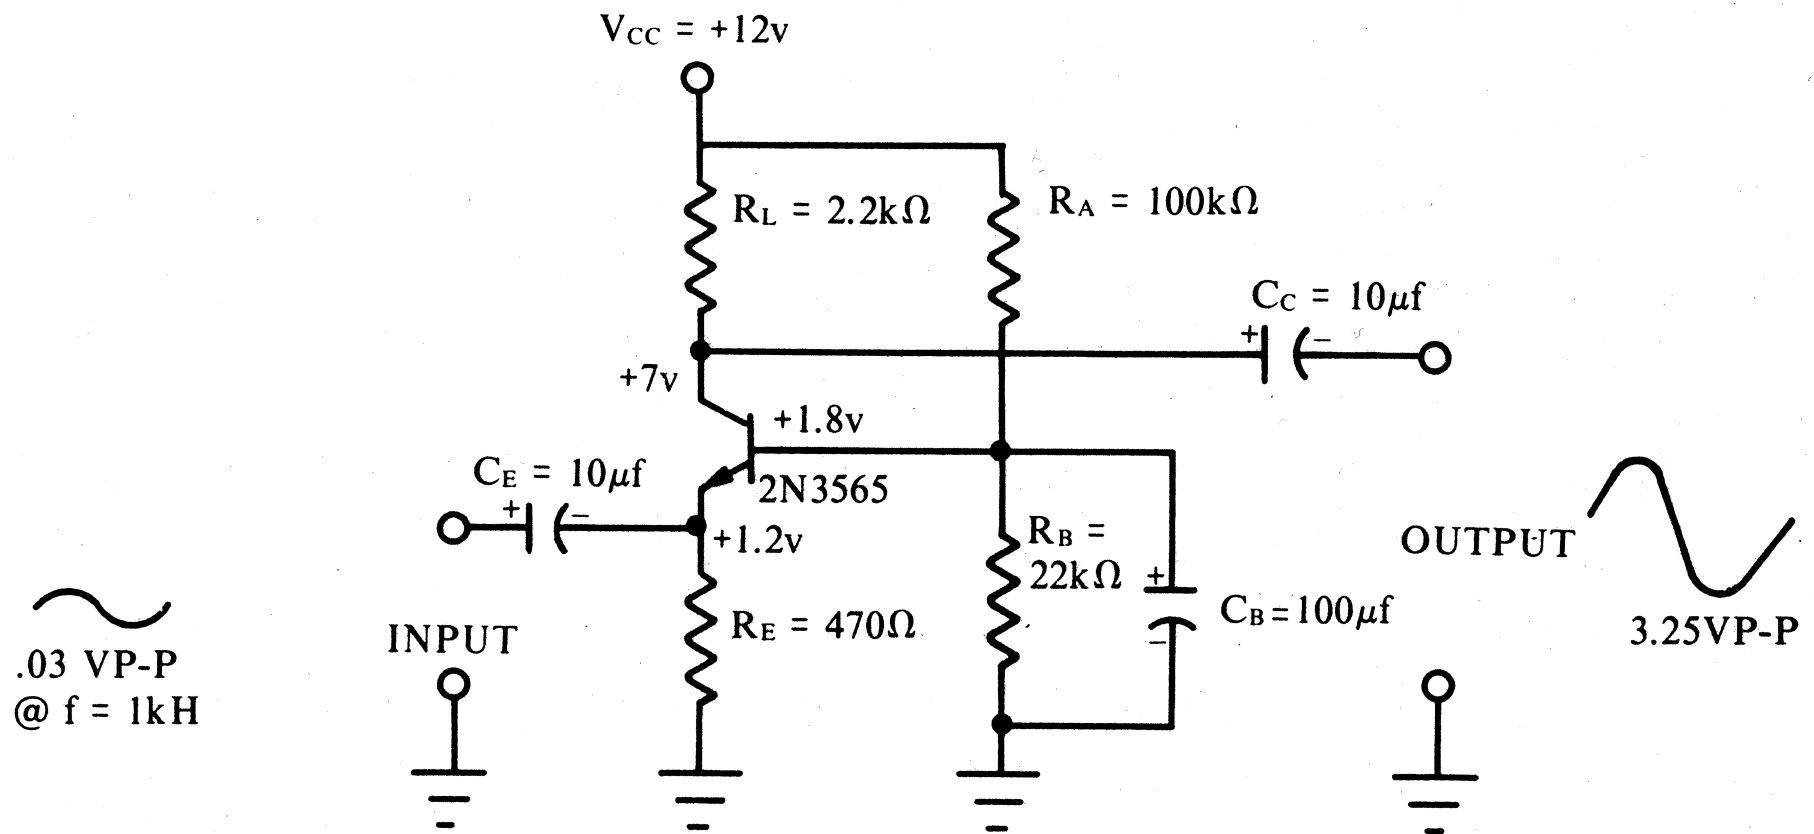 VCC = +12v
RL = 2.2kΩ
RA = 100kΩ
CC = 10μf
+ −
+7v
+1.8v
CE = 10μf
+ −
2N3565
+1.2v
RB =
22kΩ
+
CB=100μf
−
OUTPUT
3.25VP-P
RE = 470Ω
INPUT
.03 VP-P
@ f = 1kH